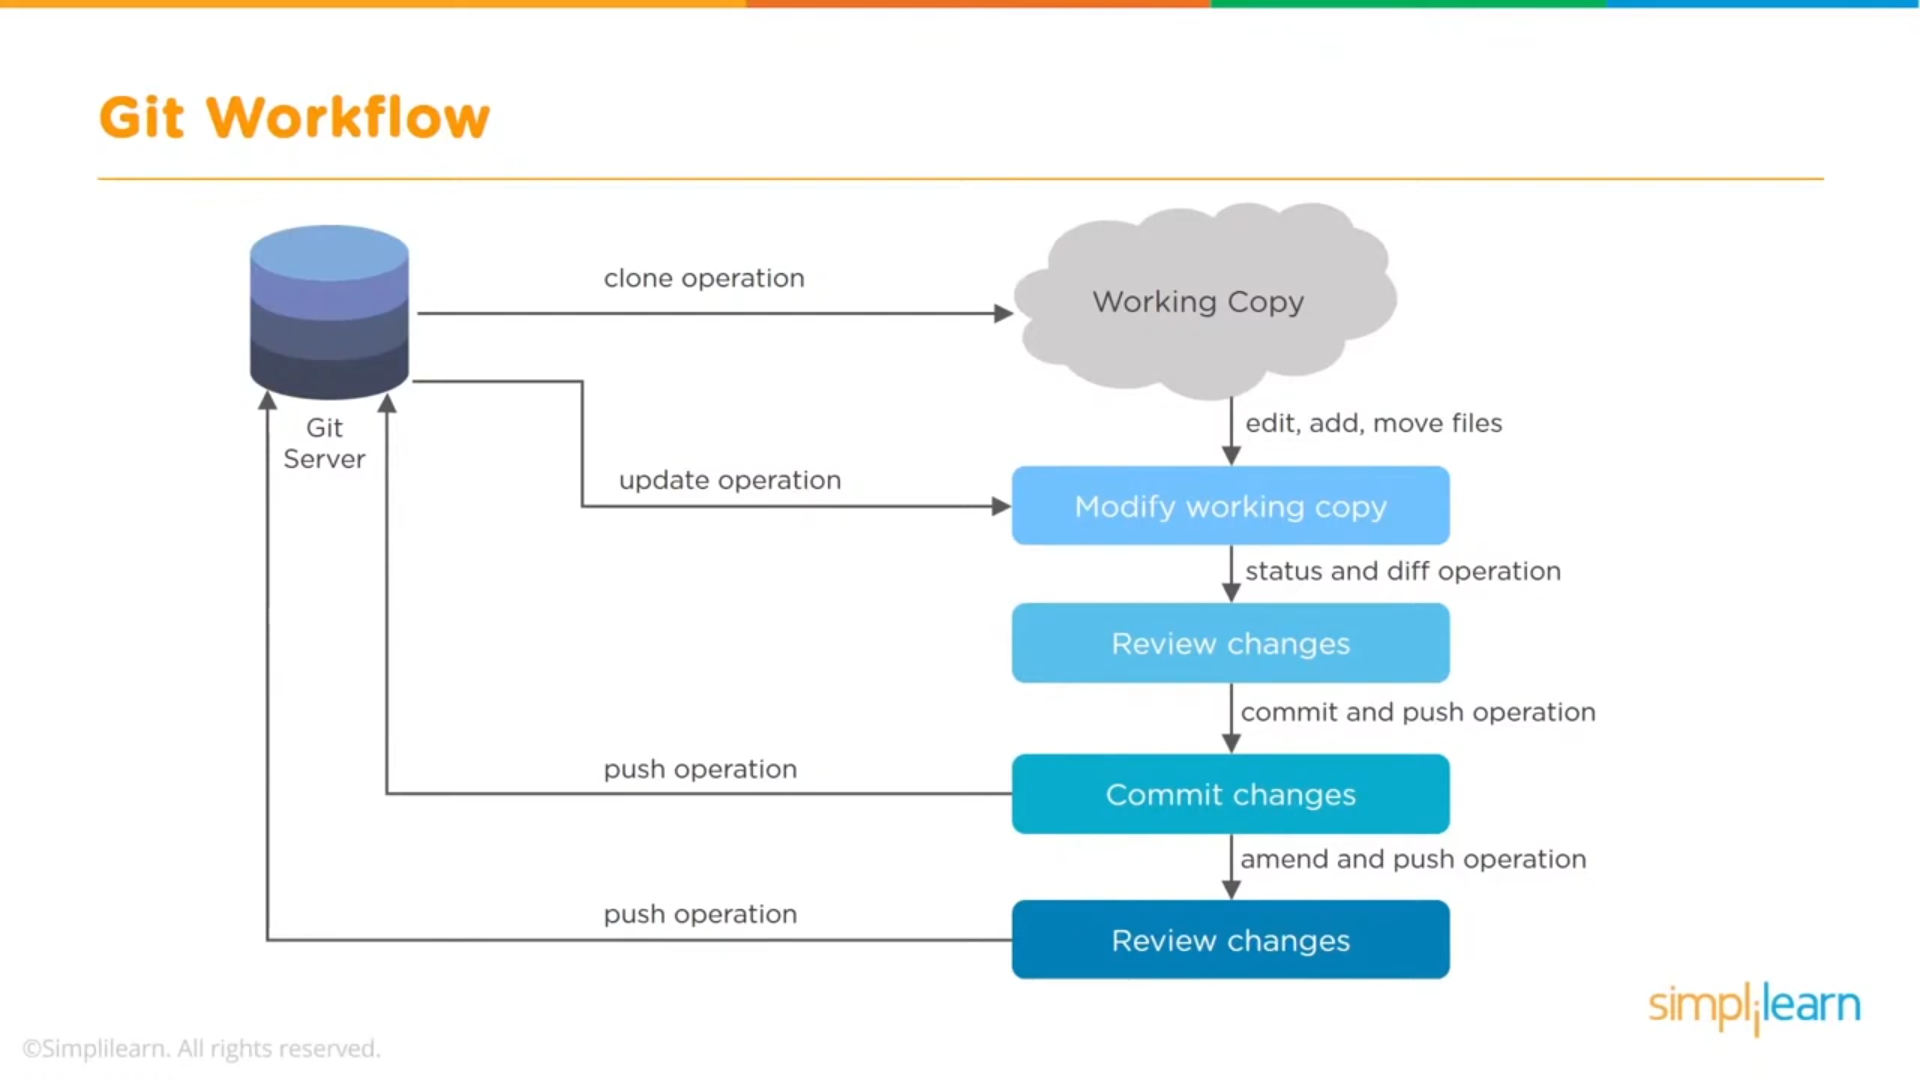 Git Workflow
clone operation
Working Copy
Git
Server
edit, add, move files
update operation
Modify working copy
status and diff operation
Review changes
commit and push operation
push operation
Commit changes
amend and push operation
push operation
Review changes
simplilearn
©Simplilearn. All rights reserved.